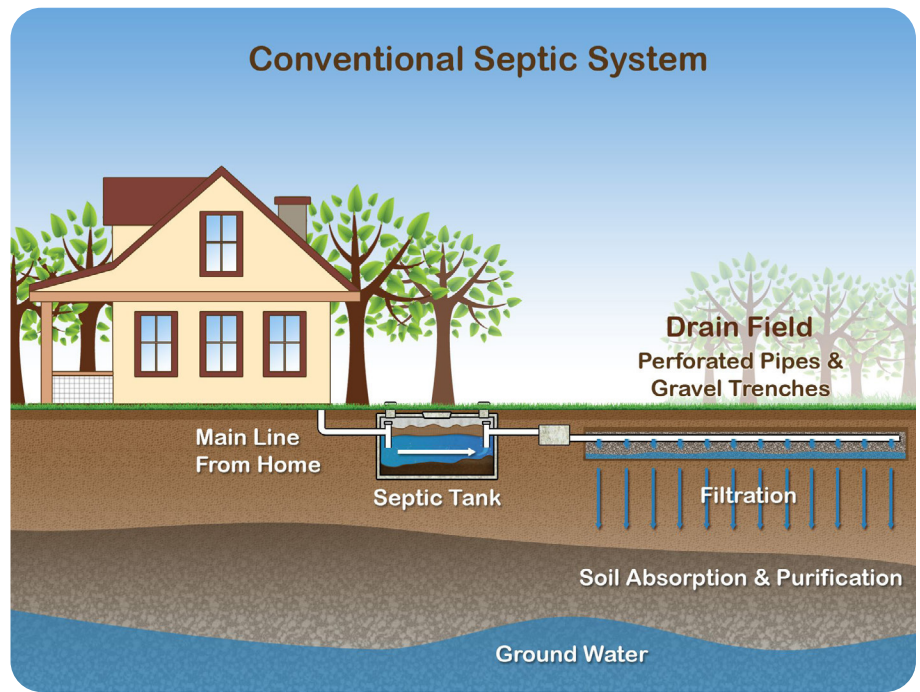 Conventional Septic System
Drain Field
Perforated Pipes &
Gravel Trenches
Main Line
From Home
Septic Tank
Filtration
Soil Absorption & Purification
Ground Water